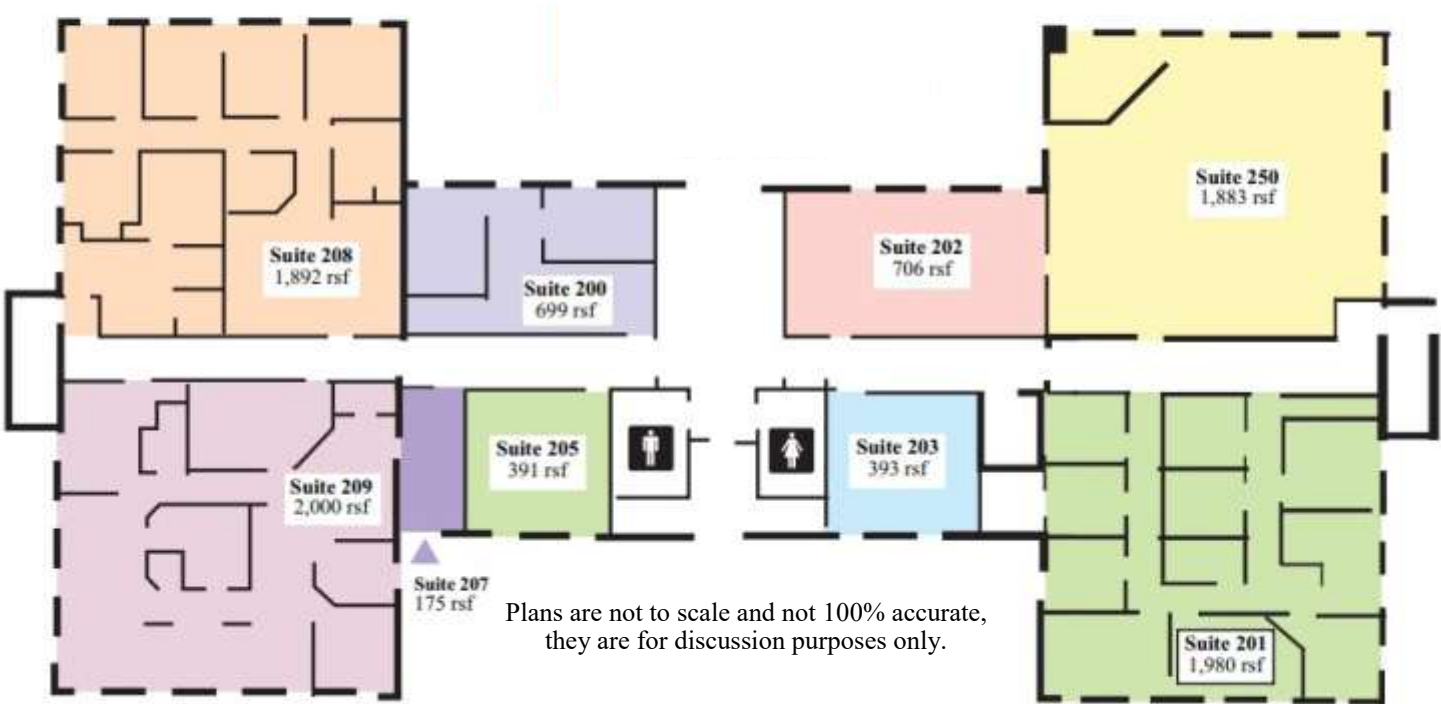 Suite 250
1,883 rsf
Suite 208
1,892 rsf
Suite 202
706 rsf
Suite 200
699 rsf
Suite 205
391 rsf
Suite 203
393 rsf
Suite 209
2,000 rsf
Suite 207
175 rsf
Plans are not to scale and not 100% accurate,
they are for discussion purposes only.
Suite 201
1,980 rsf